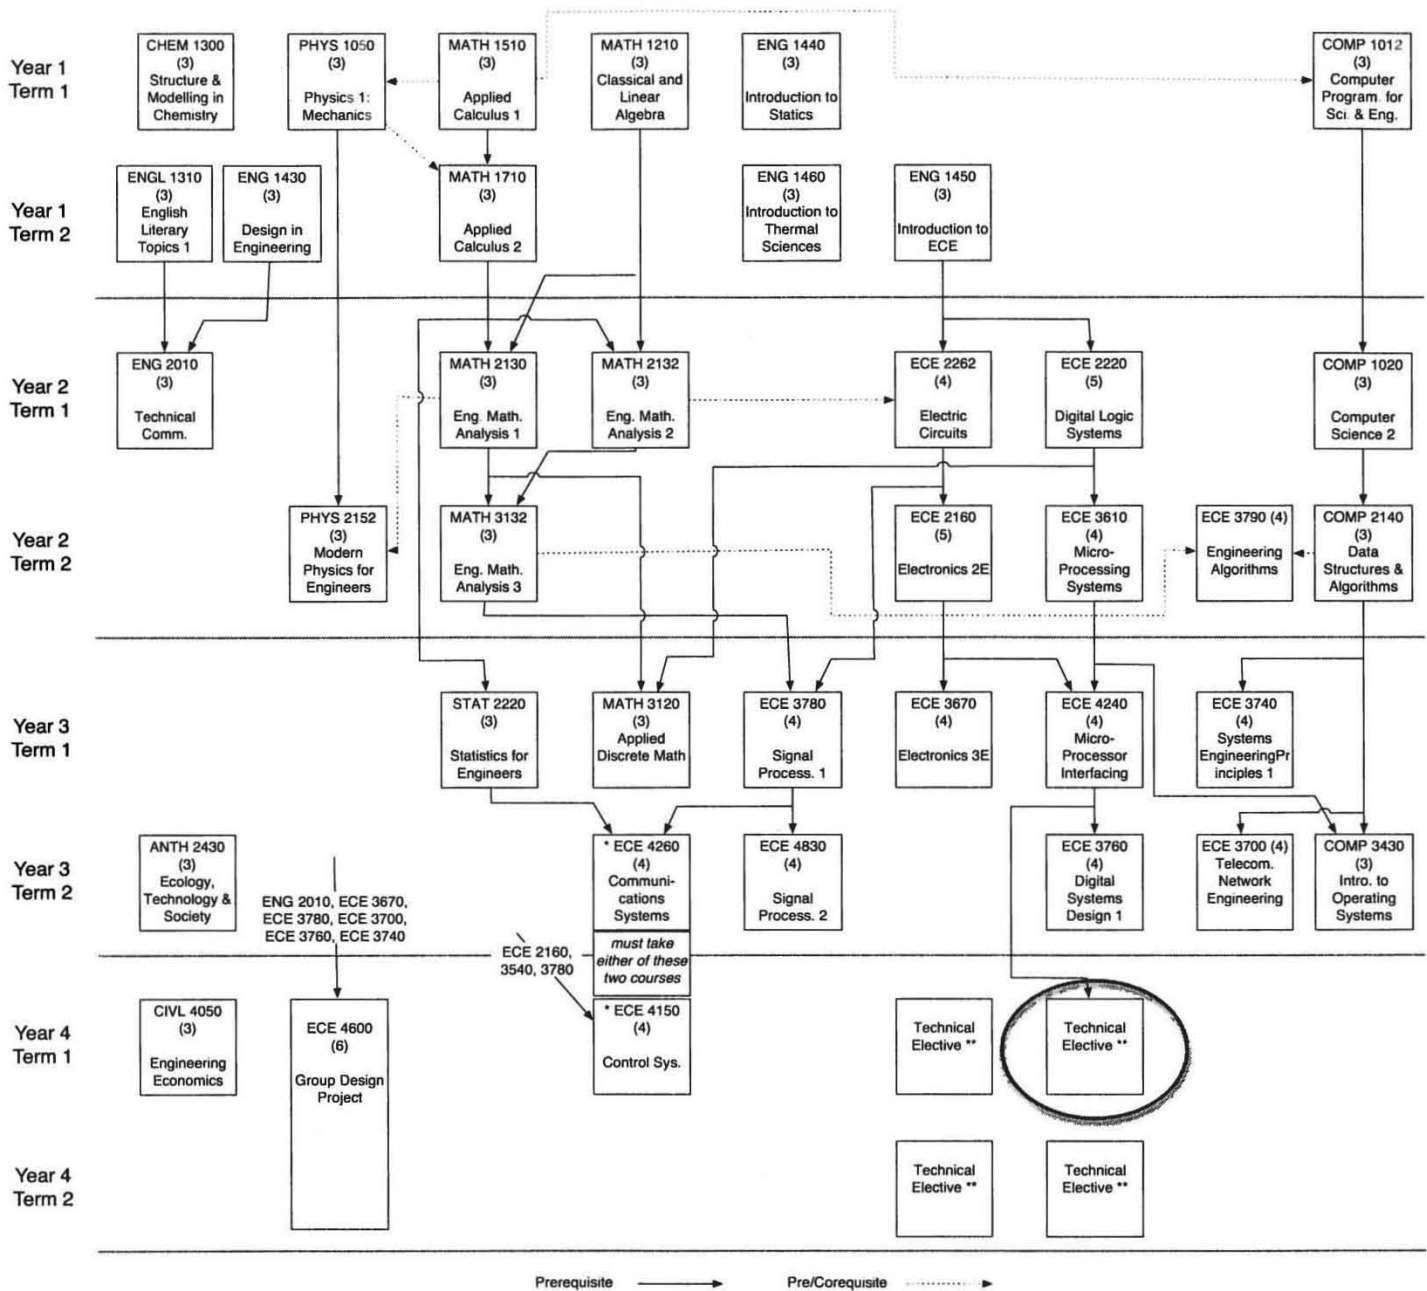 Year 1
Term 1
CHEM 1300
(3)
Structure &
Modelling in
Chemistry
PHYS 1050
(3)
Physics 1:
Mechanics
MATH 1510
(3)
Applied
Calculus 1
MATH 1210
(3)
Classical and
Linear
Algebra
ENG 1440
(3)
Introduction to
Statics
COMP 1012
(3)
Computer
Program. for
Sci. & Eng.
Year 1
Term 2
ENGL 1310
(3)
English
Literary
Topics 1
ENG 1430
(3)
Design in
Engineering
MATH 1710
(3)
Applied
Calculus 2
ENG 1460
(3)
Introduction to
Thermal
Sciences
ENG 1450
(3)
Introduction to
ECE
Year 2
Term 1
ENG 2010
(3)
Technical
Comm.
MATH 2130
(3)
Eng. Math.
Analysis 1
MATH 2132
(3)
Eng. Math.
Analysis 2
ECE 2262
(4)
Electric
Circuits
ECE 2220
(5)
Digital Logic
Systems
COMP 1020
(3)
Computer
Science 2
Year 2
Term 2
PHYS 2152
(3)
Modern
Physics for
Engineers
MATH 3132
(3)
Eng. Math.
Analysis 3
ECE 2160
(5)
Electronics 2E
ECE 3610
(4)
Micro-
Processing
Systems
ECE 3790 (4)
Engineering
Algorithms
COMP 2140
(3)
Data
Structures &
Algorithms
Year 3
Term 1
STAT 2220
(3)
Statistics for
Engineers
MATH 3120
(3)
Applied
Discrete Math
ECE 3780
(4)
Signal
Process. 1
ECE 3670
(4)
Electronics 3E
ECE 4240
(4)
Micro-
Processor
Interfacing
ECE 3740
(4)
Systems
EngineeringPr
inciples 1
Year 3
Term 2
ANTH 2430
(3)
Ecology,
Technology &
Society
ENG 2010, ECE 3670,
ECE 3780, ECE 3700,
ECE 3760, ECE 3740
ECE 2160,
3540, 3780
* ECE 4260
(4)
Communi-
cations
Systems
must take
either of these
two courses
ECE 4830
(4)
Signal
Process. 2
ECE 3760
(4)
Digital
Systems
Design 1
ECE 3700 (4)
Telecom.
Network
Engineering
COMP 3430
(3)
Intro. to
Operating
Systems
Year 4
Term 1
CIVL 4050
(3)
Engineering
Economics
ECE 4600
(6)
Group Design
Project
* ECE 4150
(4)
Control Sys.
Technical
Elective **
Technical
Elective **
Year 4
Term 2
Technical
Elective **
Technical
Elective **
Prerequisite
Pre/Corequisite